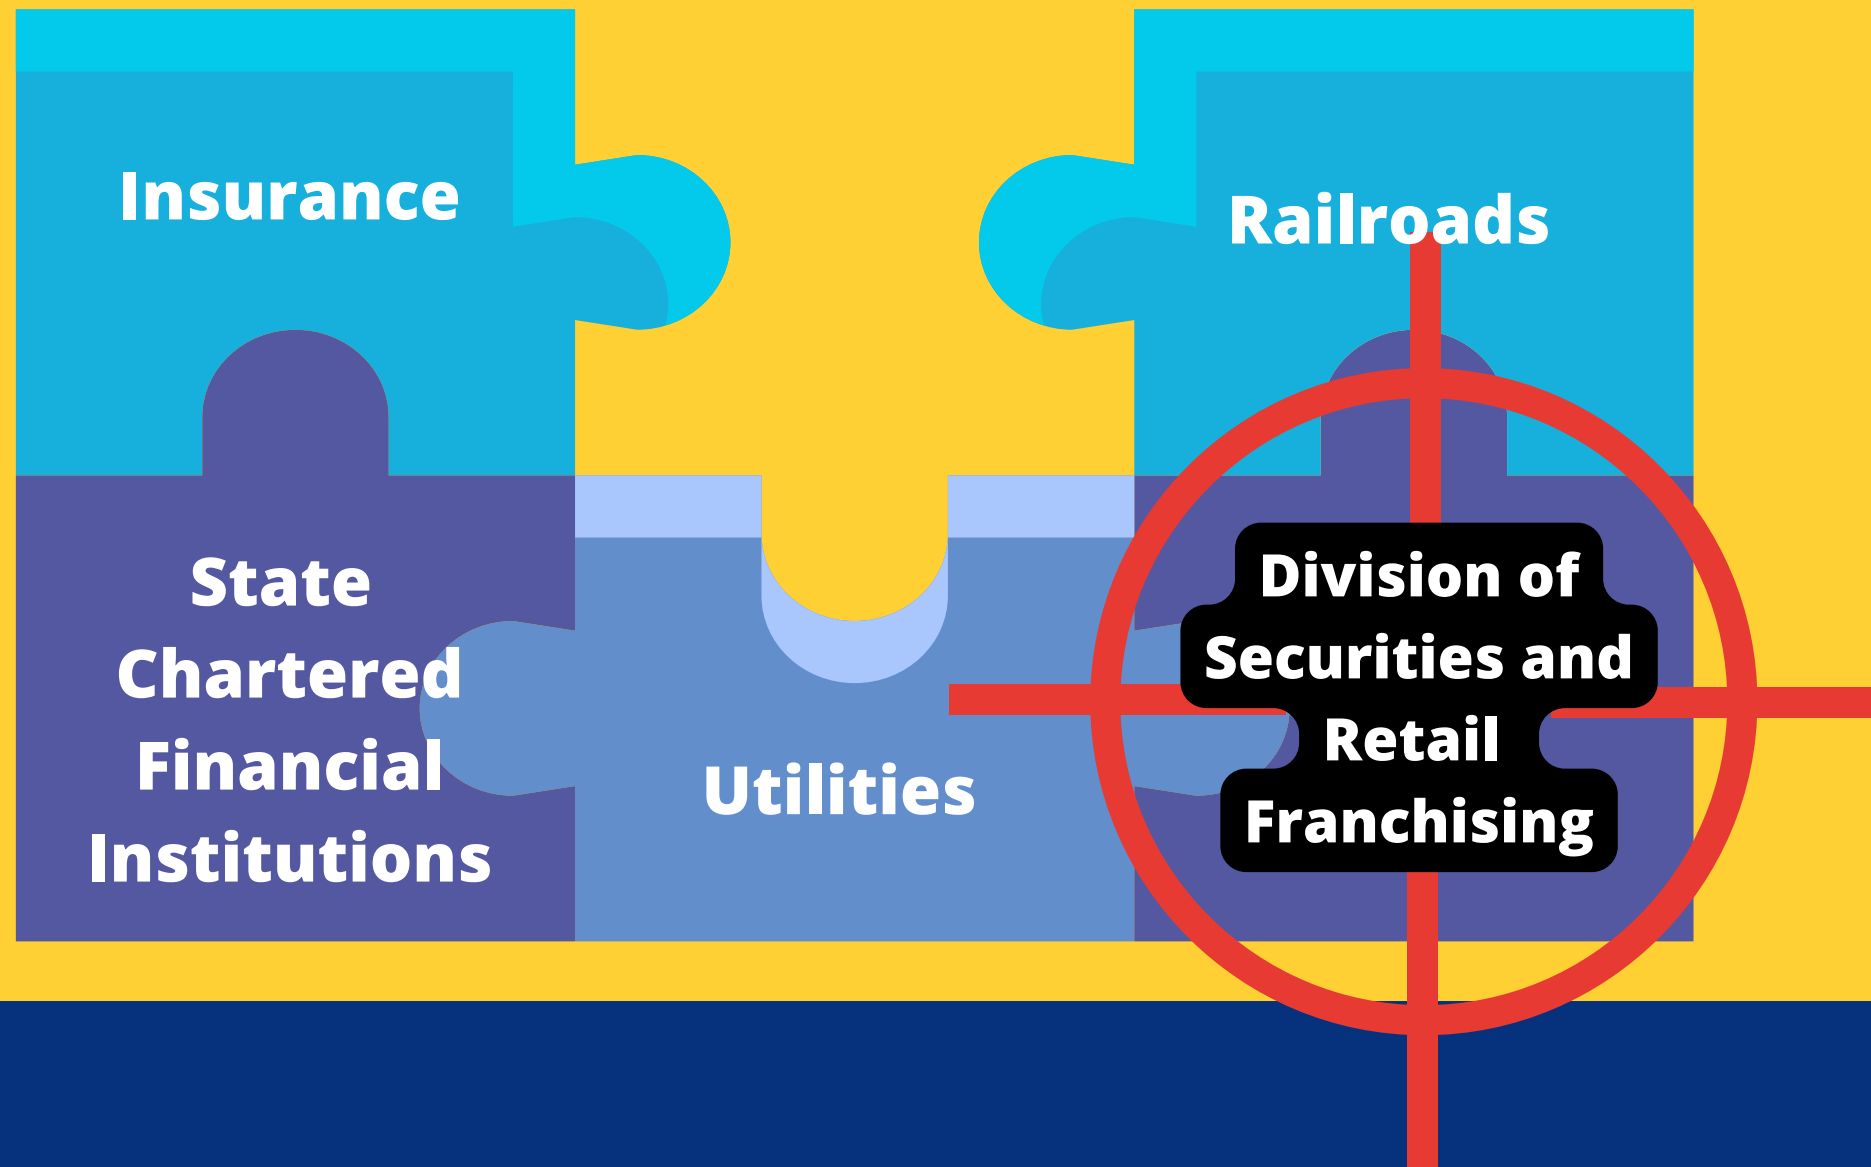 Insurance
Railroads
State
Chartered
Financial
Institutions
Utilities
Division of
Securities and
Retail
Franchising